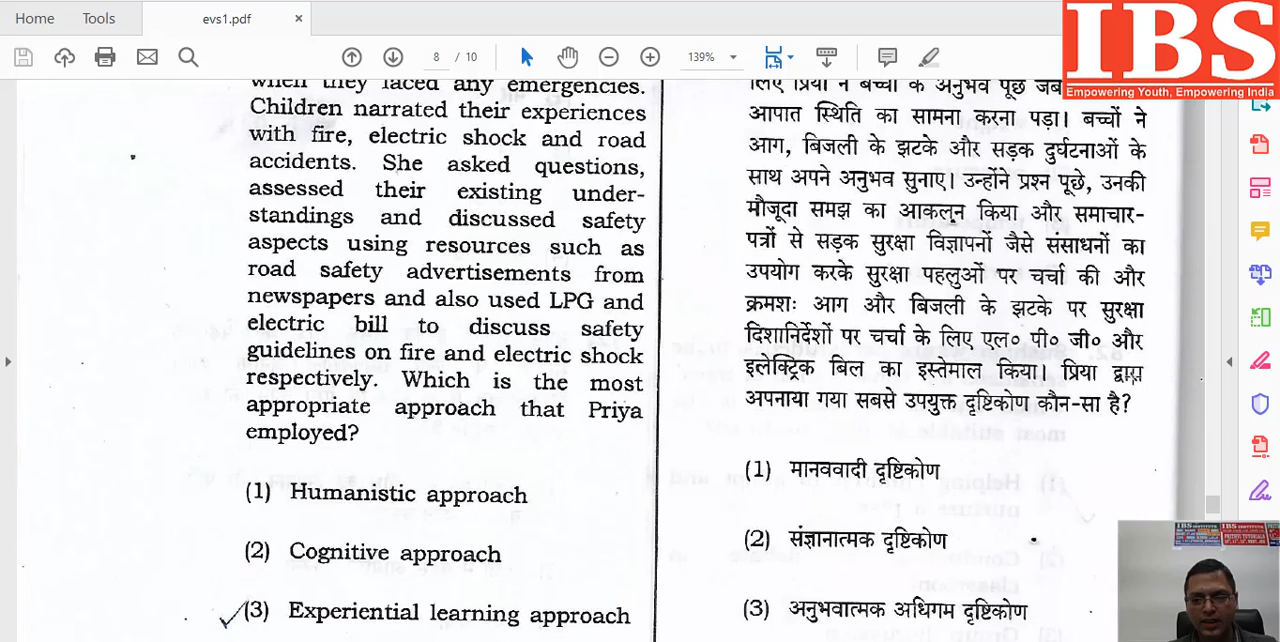 Home
Tools
evs1.pdf
×
8 / 10
139%
IBS
Empowering Youth, Empowering India
when they faced any emergencies.
Children narrated their experiences
with fire, electric shock and road
accidents. She asked questions,
assessed their existing under-
standings and discussed safety
aspects using resources such as
road safety advertisements from
newspapers and also used LPG and
electric bill to discuss safety
guidelines on fire and electric shock
respectively. Which is the most
appropriate approach that Priya
employed?
(1) Humanistic approach
(2) Cognitive approach
(3) Experiential learning approach
लिए प्रिया ने बच्चों के अनुभव पूछे जब
आपात स्थिति का सामना करना पड़ा। बच्चों ने
आग, बिजली के झटके और सड़क दुर्घटनाओं के
साथ अपने अनुभव सुनाए। उन्होंने प्रश्न पूछे, उनकी
मौजूदा समझ का आकलन किया और समाचार-
पत्रों से सड़क सुरक्षा विज्ञापनों जैसे संसाधनों का
उपयोग करके सुरक्षा पहलुओं पर चर्चा की और
क्रमशः आग और बिजली के झटके पर सुरक्षा
दिशानिर्देशों पर चर्चा के लिए एल० पी० जी० और
इलेक्ट्रिक बिल का इस्तेमाल किया। प्रिया द्वारा
अपनाया गया सबसे उपयुक्त दृष्टिकोण कौन-सा है?
(1) मानववादी दृष्टिकोण
(2) संज्ञानात्मक दृष्टिकोण
(3) अनुभवात्मक अधिगम दृष्टिकोण